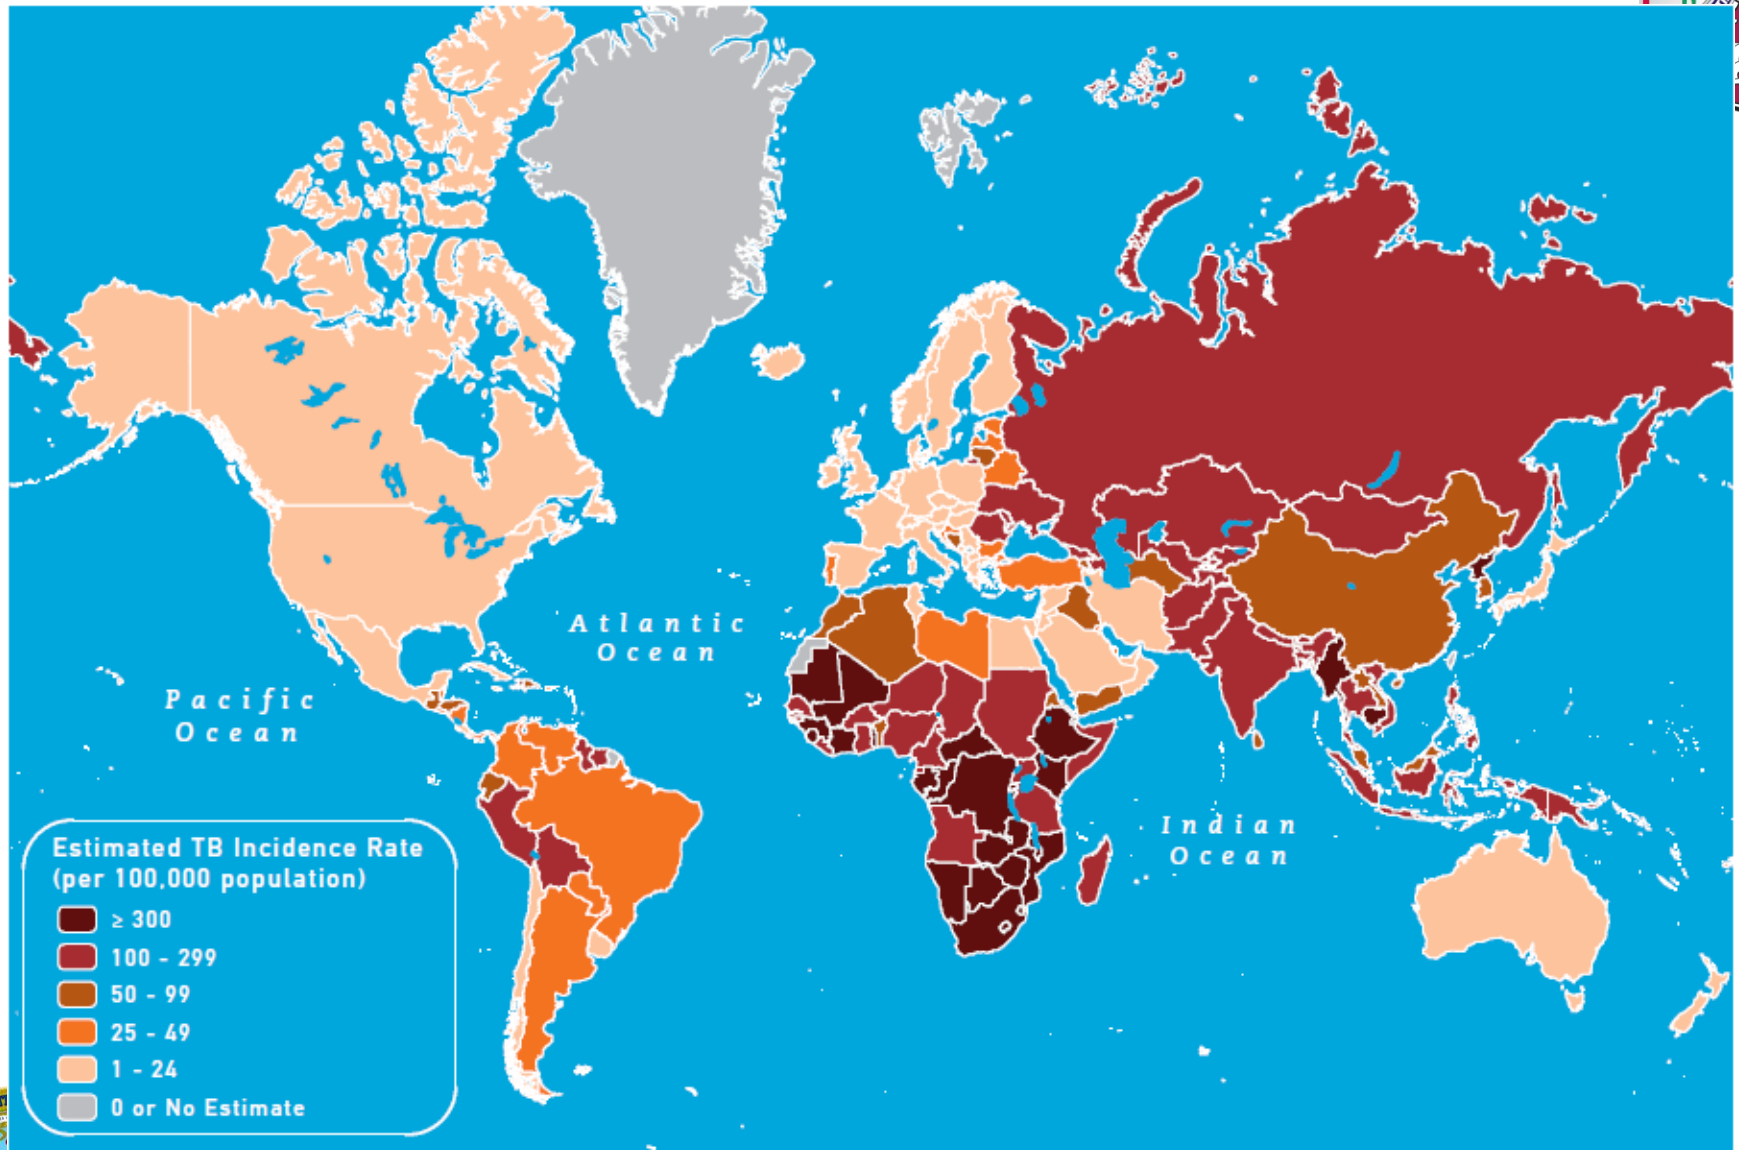 Atlantic
Ocean
Pacific
Ocean
Indian
Ocean
Estimated TB Incidence Rate
(per 100,000 population)
≥ 300
100 - 299
50 - 99
25 - 49
1 - 24
0 or No Estimate